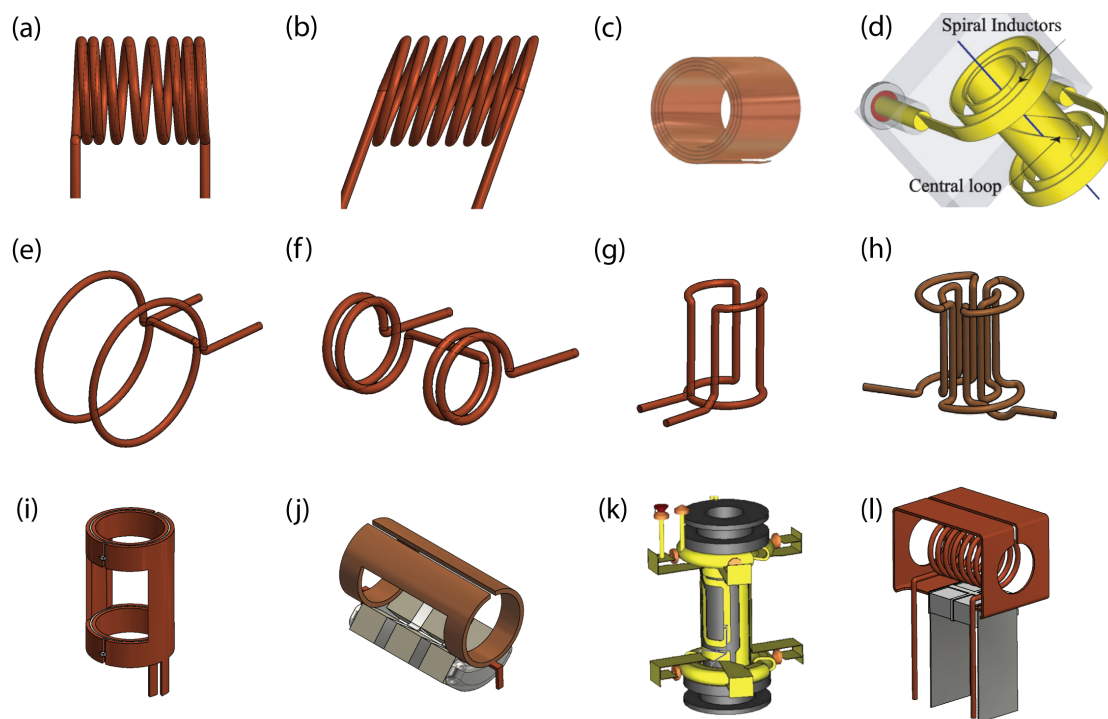 (a)
(b)
(c)
(d)
Spiral Inductors
Central loop
(e)
(f)
(g)
(h)
(i)
(j)
(k)
(l)